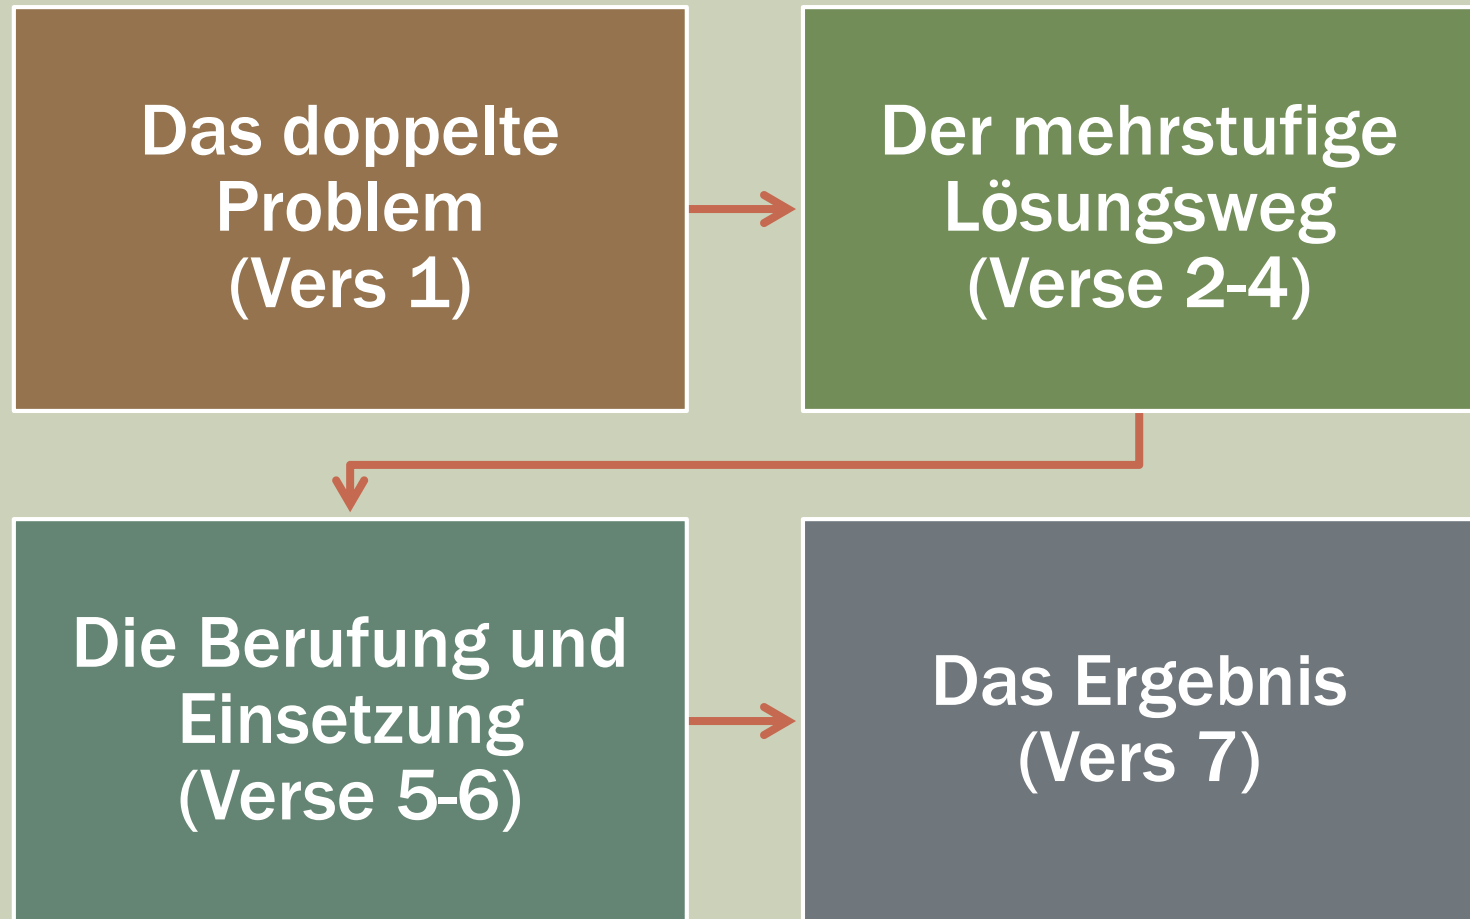 Das doppelte
Problem
(Vers 1)
Der mehrstufige
Lösungsweg
(Verse 2-4)
Die Berufung und
Einsetzung
(Verse 5-6)
Das Ergebnis
(Vers 7)